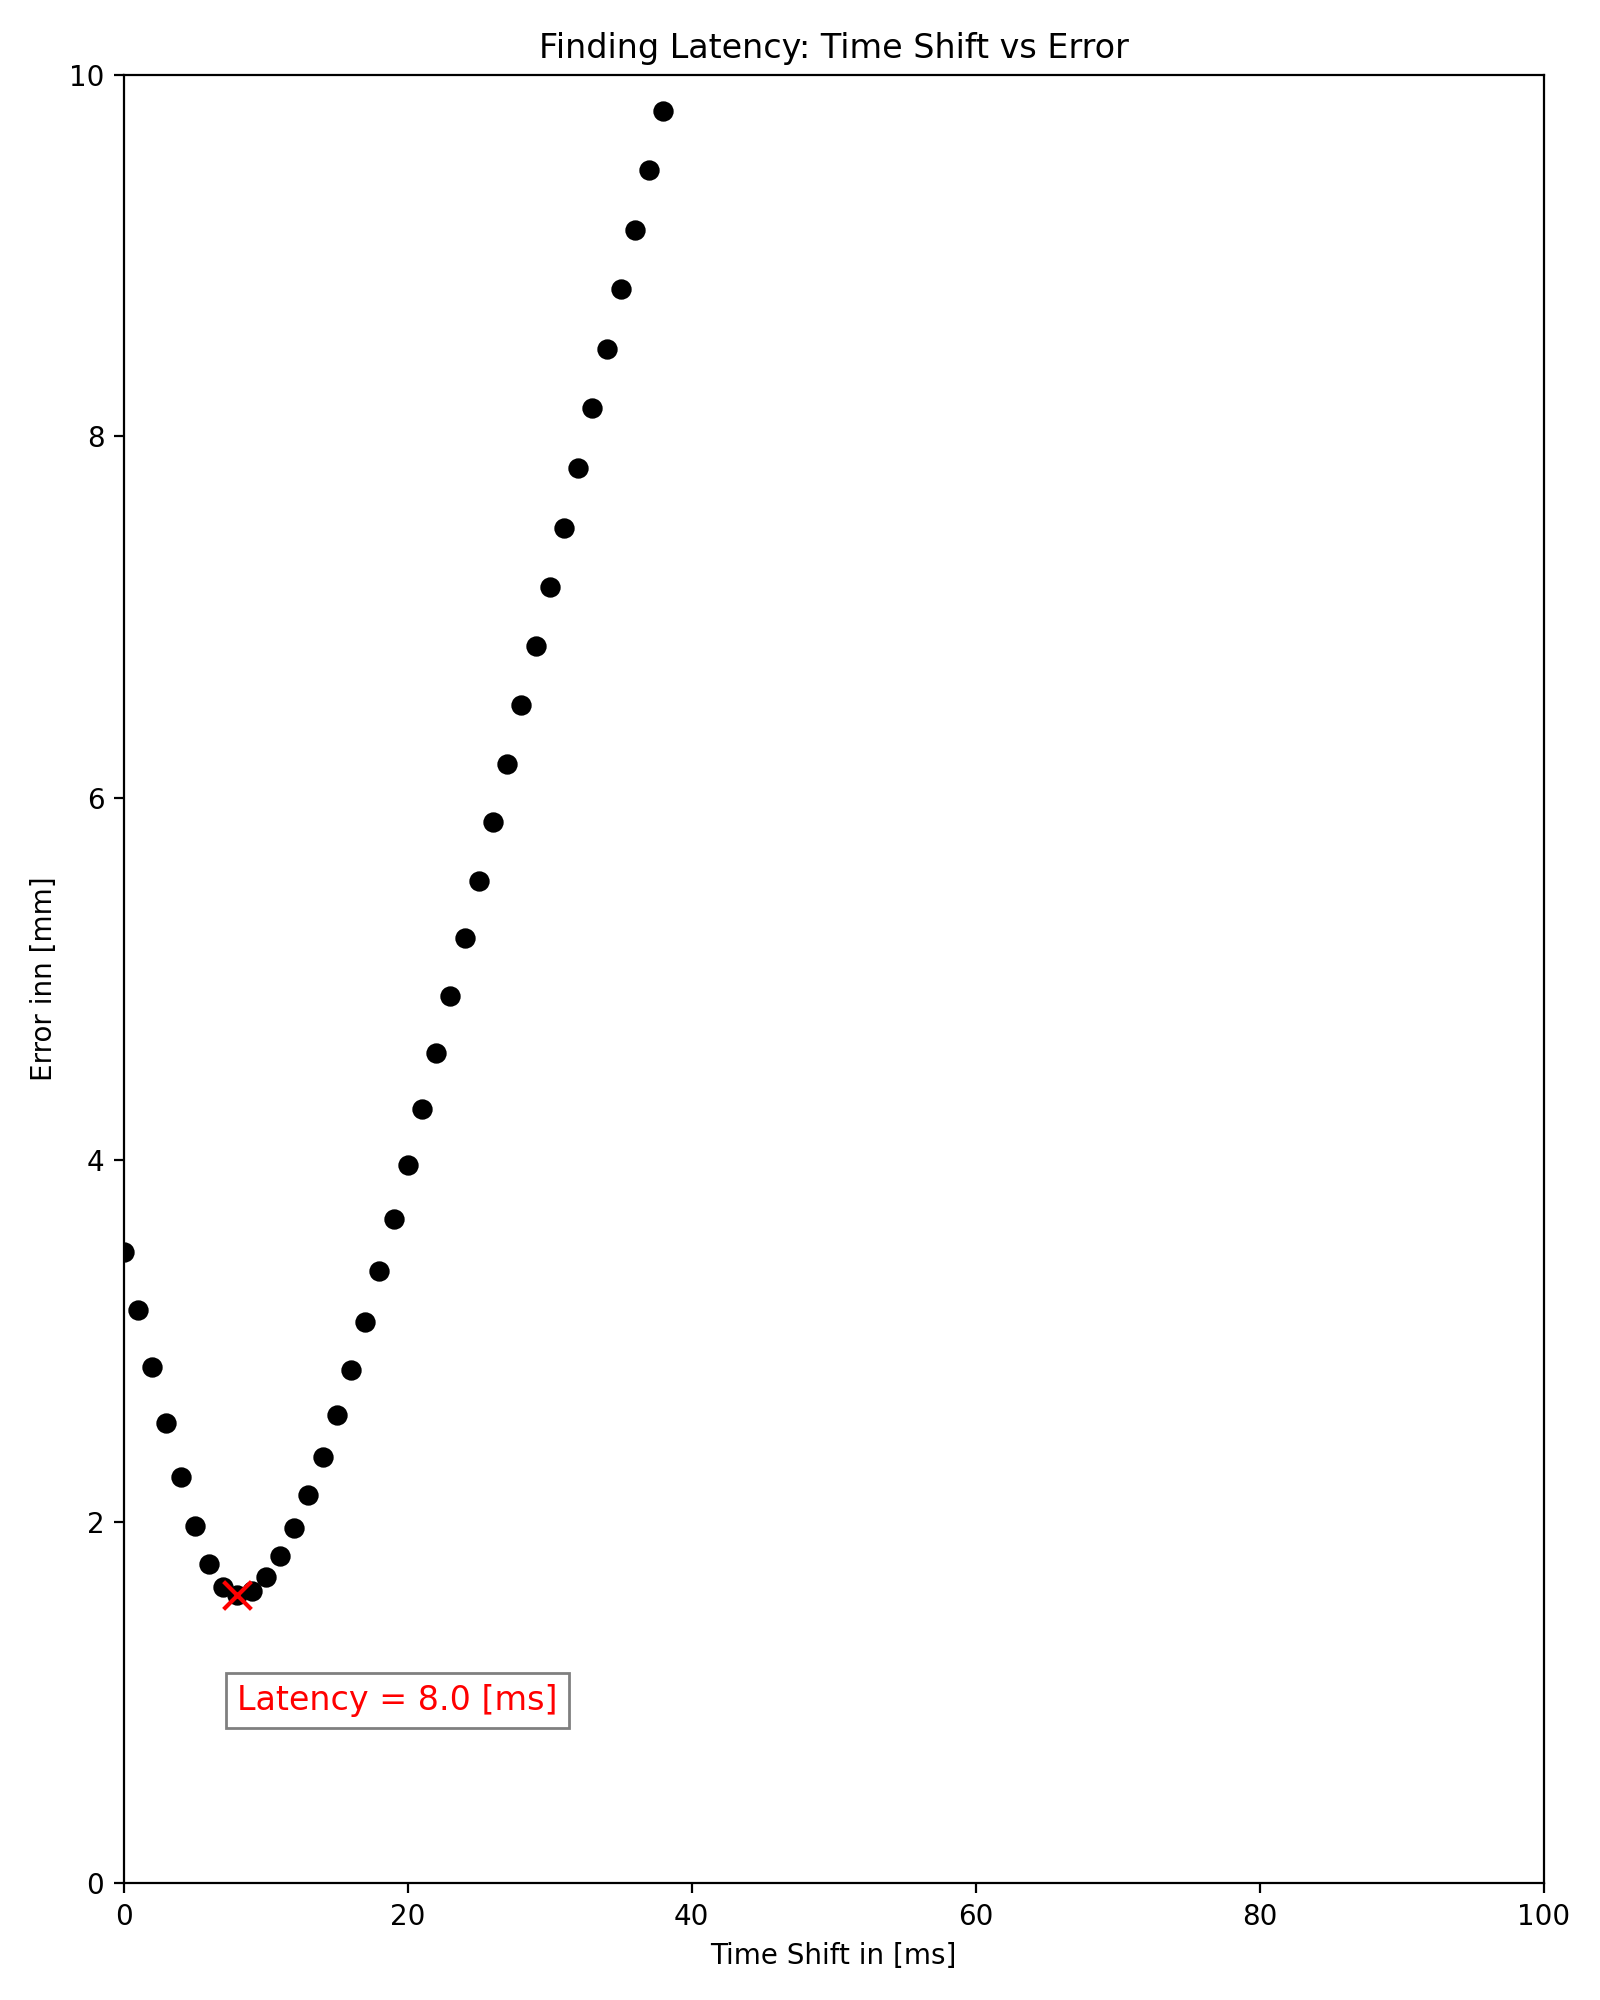 Finding Latency: Time Shift vs Error
10
8
6
4
2
0
Error inn [mm]
Latency = 8.0 [ms]
0 20 40 60 80 100
Time Shift in [ms]